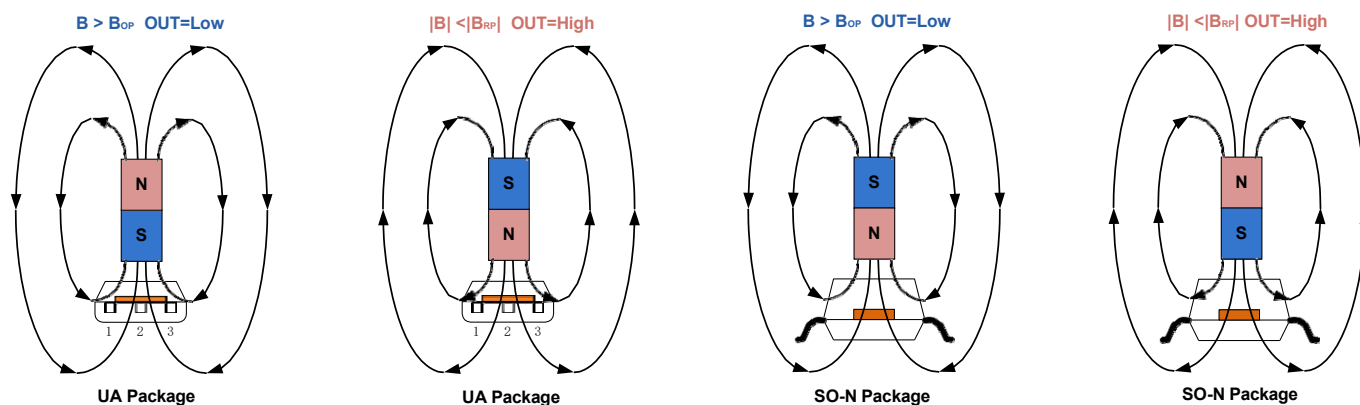 B > BOP OUT=Low
|B| <|BRP| OUT=High
B > BOP OUT=Low
|B| <|BRP| OUT=High
N
S
S
N
S
N
N
S
1 2 3
1 2 3
UA Package
UA Package
SO-N Package
SO-N Package